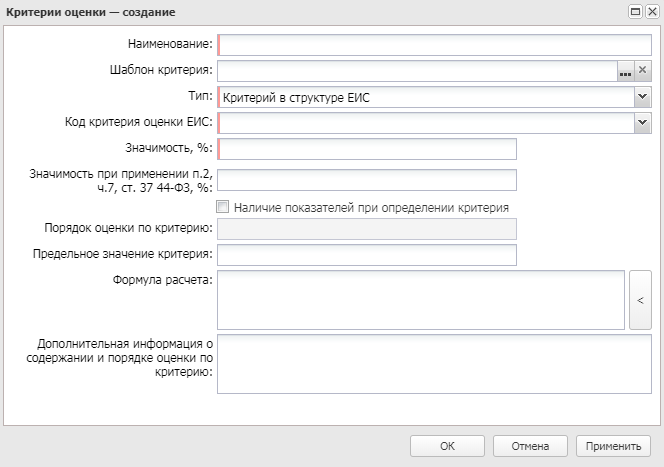 Критерии оценки — создание
Наименование:
Шаблон критерия:
...
Тип: Критерий в структуре ЕИС
Код критерия оценки ЕИС:
Значимость, %:
Значимость при применении п.2,
ч.7, ст. 37 44-ФЗ, %:
Наличие показателей при определении критерия
Порядок оценки по критерию:
Предельное значение критерия:
Формула расчета:
<
Дополнительная информация о
содержании и порядке оценки по
критерию:
ОК Отмена Применить